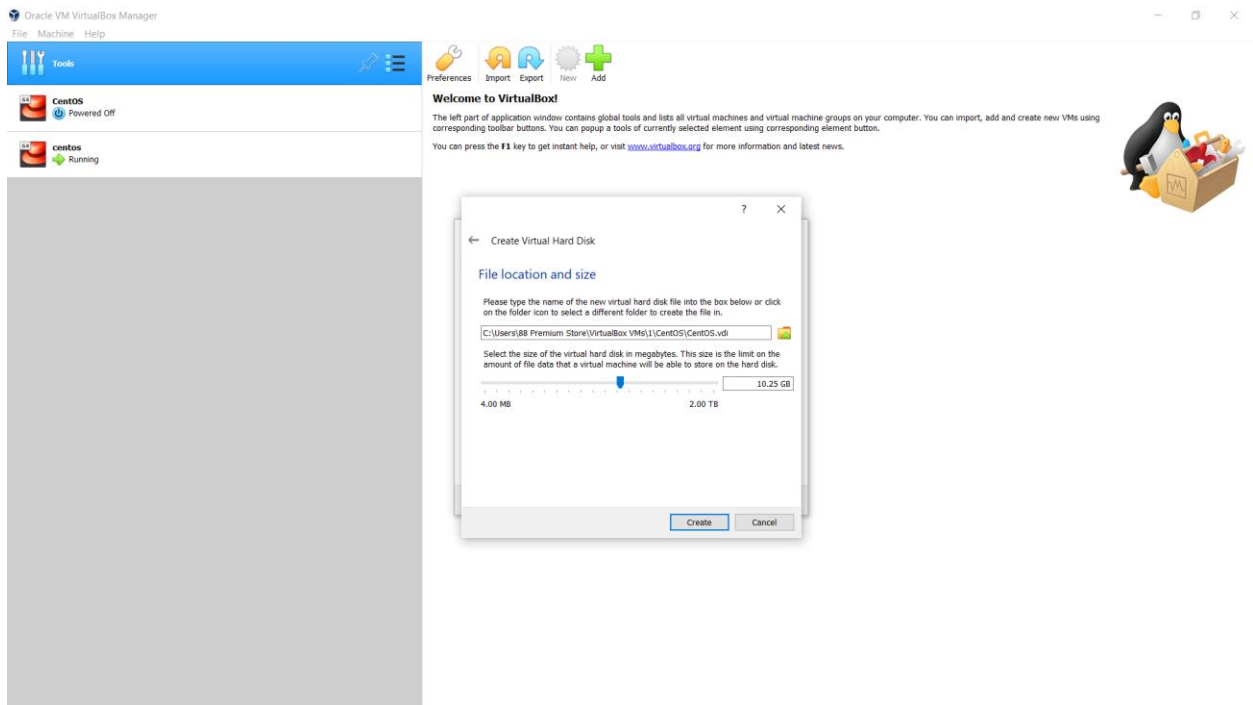 Oracle VM VirtualBox Manager
File Machine Help
Tools
64
CentOS
Powered Off
64
centos
Running
Preferences Import Export New Add
Welcome to VirtualBox!
The left part of application window contains global tools and lists all virtual machines and virtual machine groups on your computer. You can import, add and create new VMs using
corresponding toolbar buttons. You can popup a tools of currently selected element using corresponding element button.
You can press the F1 key to get instant help, or visit www.virtualbox.org for more information and latest news.
?
Create Virtual Hard Disk
File location and size
Please type the name of the new virtual hard disk file into the box below or click
on the folder icon to select a different folder to create the file in.
C:\Users\88 Premium Store\VirtualBox VMs\1\CentOS\CentOS.vdi
Select the size of the virtual hard disk in megabytes. This size is the limit on the
amount of file data that a virtual machine will be able to store on the hard disk.
10.25 GB
4.00 MB 2.00 TB
Create Cancel